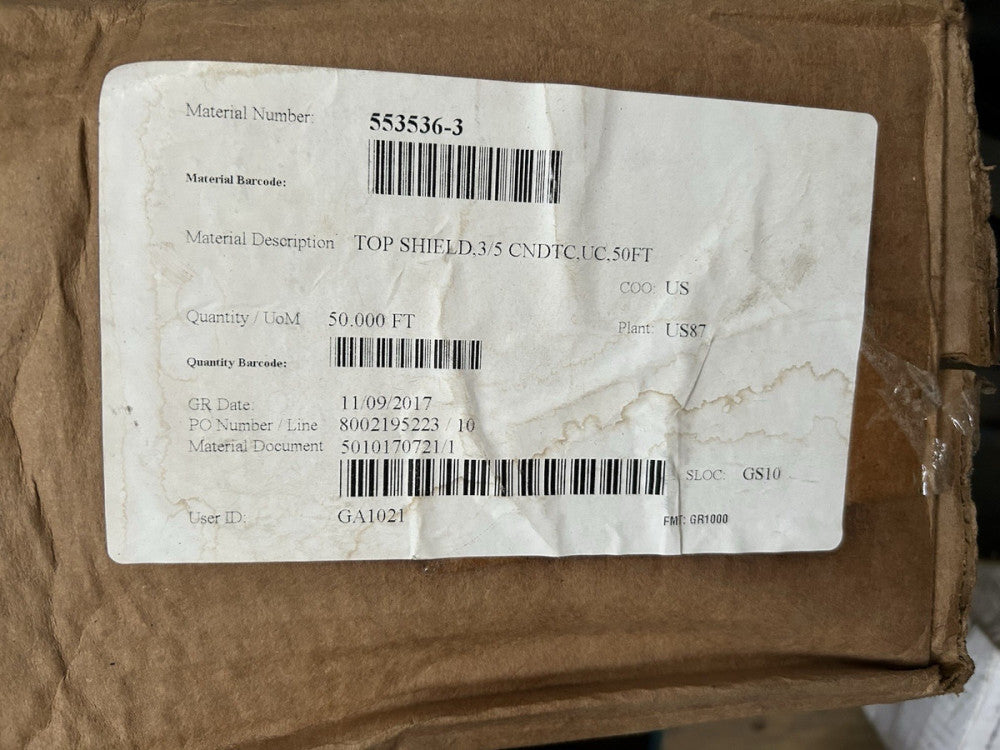 Material Number: 553536-3
Material Barcode:
Material Description TOP SHIELD,3/5 CNDTC,UC,50FT
COO: US
Quantity / UoM 50.000 FT
Plant: US87
Quantity Barcode:
GR Date: 11/09/2017
PO Number / Line 8002195223 / 10
Material Document 5010170721/1
SLOC: GS10
User ID: GA1021
FMT: GR1000